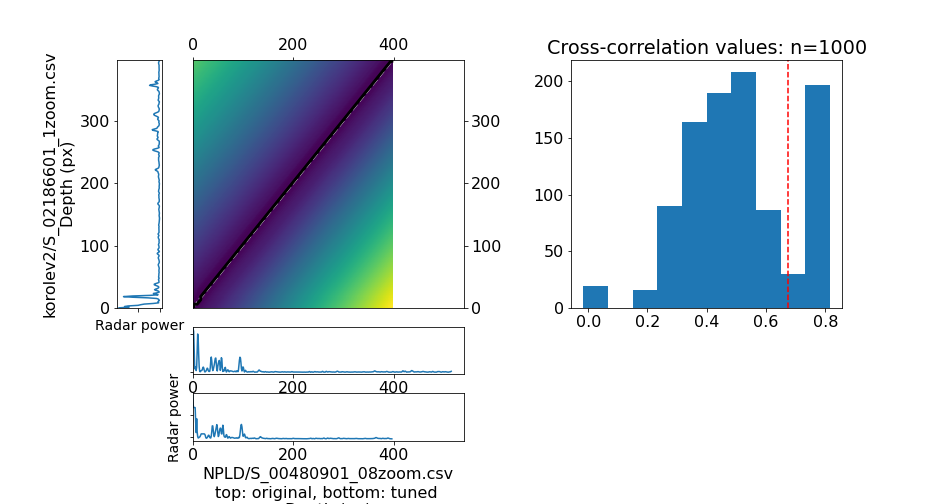 0 200 400
Cross-correlation values: n=1000
korolev2/S_02186601_1zoom.csv
Depth (px)
300
200
100
0
300
200
100
0
200
150
100
50
0
0.0 0.2 0.4 0.6 0.8
Radar power
0 200 400
Radar power
0 200 400
NPLD/S_00480901_08zoom.csv
top: original, bottom: tuned